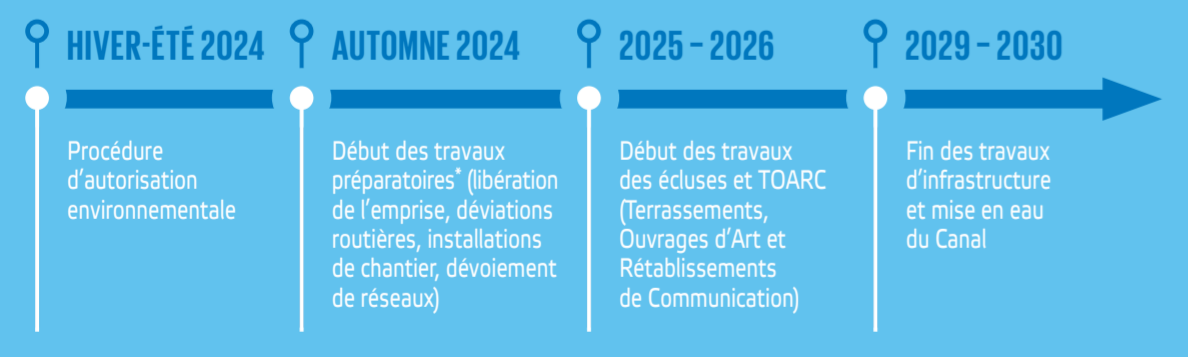 HIVER-ÉTÉ 2024
Procédure
d'autorisation
environnementale
AUTOMNE 2024
Début des travaux
préparatoires* (libération
de l'emprise, déviations
routières, installations
de chantier, dévoiement
de réseaux)
2025 – 2026
Début des travaux
des écluses et TOARC
(Terrassements,
Ouvrages d'Art et
Rétablissements
de Communication)
2029 – 2030
Fin des travaux
d'infrastructure
et mise en eau
du Canal